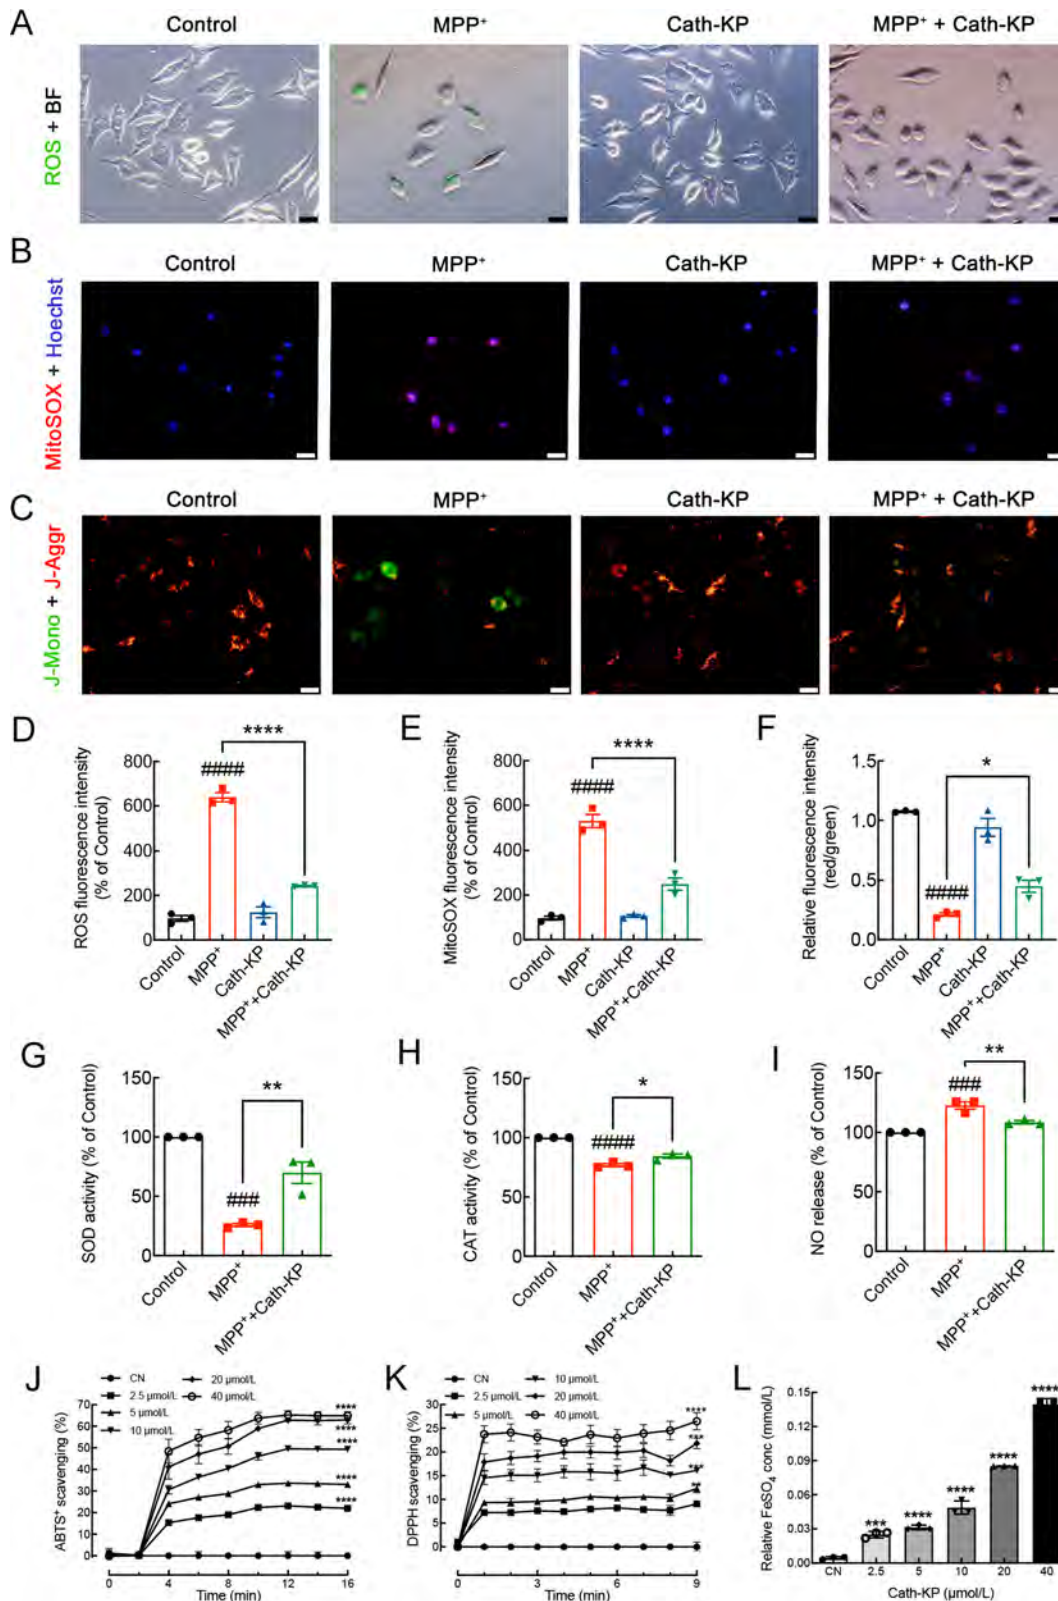 A
Control
MPP⁺
Cath-KP
MPP⁺ + Cath-KP
ROS + BF
B
Control
MPP⁺
Cath-KP
MPP⁺ + Cath-KP
MitoSOX + Hoechst
C
Control
MPP⁺
Cath-KP
MPP⁺ + Cath-KP
J-Mono + J-Aggr
D
ROS fluorescence intensity
(% of Control)
800
600
400
200
0
####
****
Control
MPP⁺
Cath-KP
MPP⁺+Cath-KP
E
MitoSOX fluorescence intensity
(% of Control)
800
600
400
200
0
####
****
Control
MPP⁺
Cath-KP
MPP⁺+Cath-KP
F
Relative fluorescence intensity
(red/green)
1.5
1.0
0.5
0.0
####
*
Control
MPP⁺
Cath-KP
MPP⁺+Cath-KP
G
SOD activity (% of Control)
150
100
50
0
###
**
Control
MPP⁺
MPP⁺+Cath-KP
H
CAT activity (% of Control)
150
100
50
0
####
*
Control
MPP⁺
MPP⁺+Cath-KP
I
NO release (% of Control)
150
100
50
0
###
**
Control
MPP⁺
MPP⁺+Cath-KP
J
CN
2.5 μmol/L
5 μmol/L
10 μmol/L
20 μmol/L
40 μmol/L
ABTS⁺ scavenging (%)
70
60
50
40
30
20
10
0
****
****
****
****
****
0
4
8
12
16
Time (min)
K
CN
2.5 μmol/L
5 μmol/L
10 μmol/L
20 μmol/L
40 μmol/L
DPPH scavenging (%)
30
25
20
15
10
5
0
****
***
***
**
0
3
6
9
Time (min)
L
Relative FeSO₄ conc (mmol/L)
0.15
0.12
0.09
0.06
0.03
0.00
***
****
****
****
****
CN
2.5
5
10
20
40
Cath-KP (μmol/L)